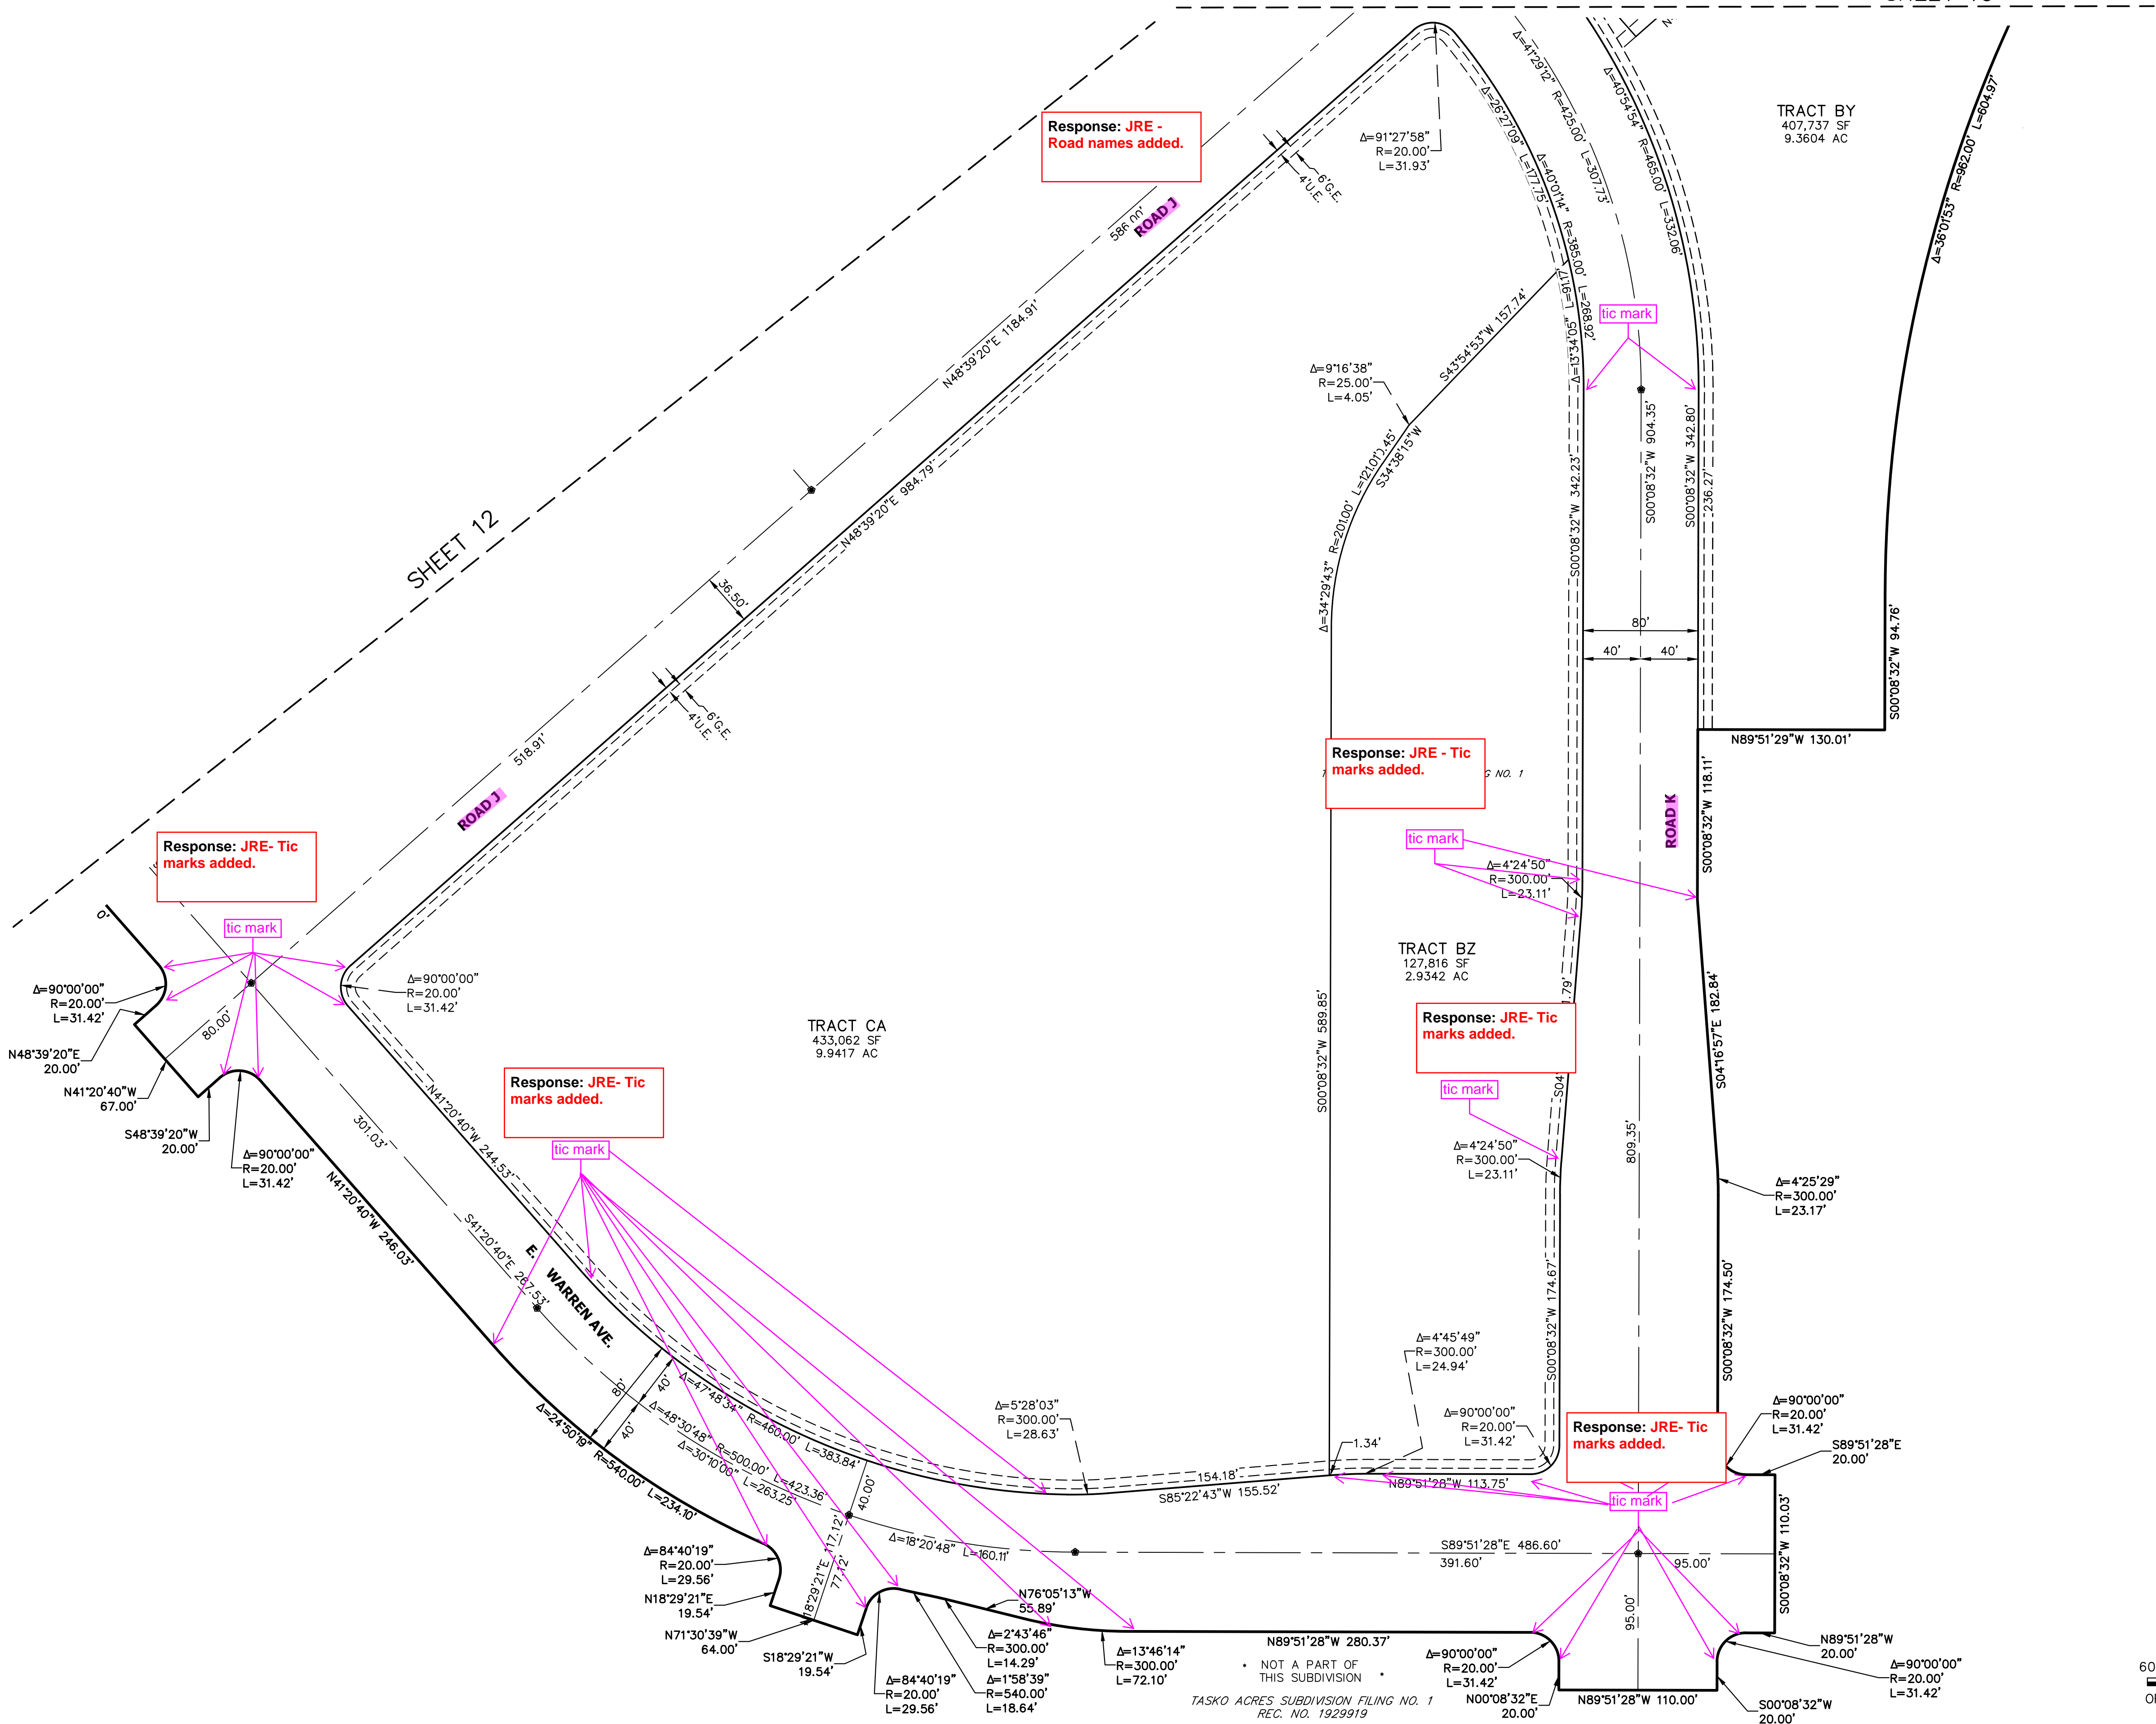 TRACT BY
407,737 SF
9.3604 AC
Δ=41°29'12" R=425.00' L=307.73'
Δ=40°54'54" R=465.00' L=332.06'
Δ=36°01'53" R=962.00' L=604.97'
Response: JRE -
Road names added.
Δ=91°27'58"
R=20.00'
L=31.93'
Δ=26°27'09" L=177.75'
Δ=40°01'14" R=385.00' L=268.92'
Δ=13°34'05" L=91.17'
4'U.E.
6'G.E.
586.00'
ROAD J
N48°39'20"E 1184.91'
N48°39'20"E 984.79'
S43°54'53"W 157.74'
tic mark
Δ=9°16'38"
R=25.00'
L=4.05'
S34°38'15"W
Δ=34°29'43" R=201.00' L=121.01'
S00°08'32"W 342.23'
S00°08'32"W 904.35'
S00°08'32"W 342.80'
236.27'
SHEET 12
36.50'
80'
40'
40'
S00°08'32"W 94.76'
4'U.E.
6'G.E.
518.91'
ROAD J
N89°51'29"W 130.01'
Response: JRE - Tic
marks added.
G NO. 1
S00°08'32"W 118.11'
ROAD K
tic mark
Δ=4°24'50"
R=300.00'
L=23.11'
Response: JRE- Tic
marks added.
tic mark
0'
Δ=90°00'00"
R=20.00'
L=31.42'
N48°39'20"E
20.00'
N41°20'40"W
67.00'
80.00'
S48°39'20"W
20.00'
Δ=90°00'00"
R=20.00'
L=31.42'
Δ=90°00'00"
R=20.00'
L=31.42'
TRACT BZ
127,816 SF
2.9342 AC
TRACT CA
433,062 SF
9.9417 AC
S00°08'32"W 589.85'
S04°16'57"E 182.84'
Response: JRE- Tic
marks added.
tic mark
Δ=4°24'50"
R=300.00'
L=23.11'
809.35'
Δ=4°25'29"
R=300.00'
L=23.17'
Response: JRE- Tic
marks added.
tic mark
301.03'
N41°20'40"W 244.53'
N41°20'40"W 246.03'
S41°20'40"E 267.53'
E. WARREN AVE.
S00°08'32"W 174.67'
S00°08'32"W 174.50'
80'
40'
40'
Δ=47°48'34" R=460.00' L=383.84'
Δ=48°30'48" R=500.00' L=423.36'
Δ=30°10'00" L=263.25'
Δ=24°50'19" R=540.00' L=234.10'
Δ=4°45'49"
R=300.00'
L=24.94'
Δ=5°28'03"
R=300.00'
L=28.63'
1.34'
Δ=90°00'00"
R=20.00'
L=31.42'
Response: JRE- Tic
marks added.
tic mark
Δ=90°00'00"
R=20.00'
L=31.42'
S89°51'28"E
20.00'
154.18'
S85°22'43"W 155.52'
N89°51'28"W 113.75'
40.00'
18°29'21"E 117.12'
77.12'
Δ=18°20'48" L=160.11'
S89°51'28"E 486.60'
391.60'
95.00'
95.00'
S00°08'32"W 110.03'
Δ=84°40'19"
R=20.00'
L=29.56'
N18°29'21"E
19.54'
N71°30'39"W
64.00'
S18°29'21"W
19.54'
Δ=84°40'19"
R=20.00'
L=29.56'
N76°05'13"W
55.89'
Δ=2°43'46"
R=300.00'
L=14.29'
Δ=1°58'39"
R=540.00'
L=18.64'
Δ=13°46'14"
R=300.00'
L=72.10'
N89°51'28"W 280.37'
NOT A PART OF
THIS SUBDIVISION
TASKO ACRES SUBDIVISION FILING NO. 1
REC. NO. 1929919
Δ=90°00'00"
R=20.00'
L=31.42'
N00°08'32"E
20.00'
N89°51'28"W 110.00'
S00°08'32"W
20.00'
N89°51'28"W
20.00'
Δ=90°00'00"
R=20.00'
L=31.42'
60